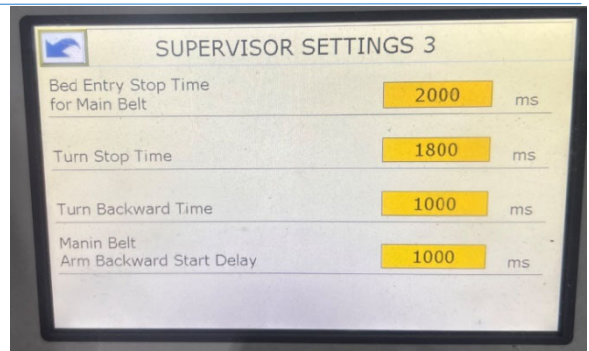 SUPERVISOR SETTINGS 3
Bed Entry Stop Time
for Main Belt
2000 ms
Turn Stop Time
1800 ms
Turn Backward Time
1000 ms
Manin Belt
Arm Backward Start Delay
1000 ms